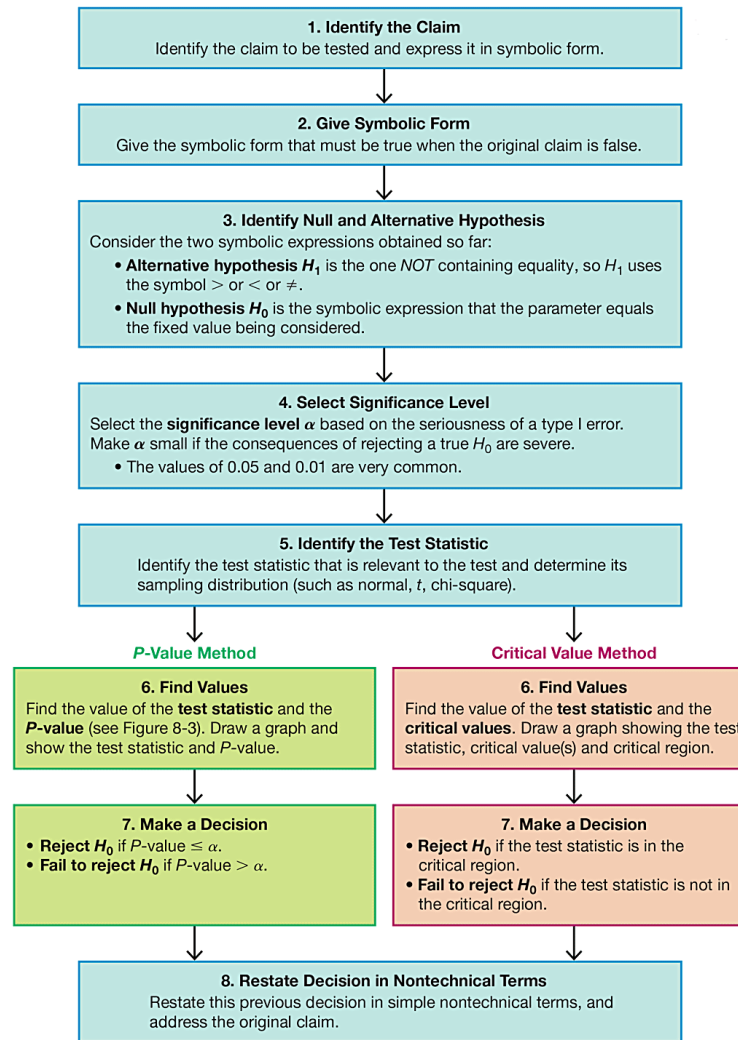 1. Identify the Claim
Identify the claim to be tested and express it in symbolic form.
2. Give Symbolic Form
Give the symbolic form that must be true when the original claim is false.
3. Identify Null and Alternative Hypothesis
Consider the two symbolic expressions obtained so far:
• Alternative hypothesis H₁ is the one NOT containing equality, so H₁ uses
the symbol > or < or ≠.
• Null hypothesis H₀ is the symbolic expression that the parameter equals
the fixed value being considered.
4. Select Significance Level
Select the significance level α based on the seriousness of a type I error.
Make α small if the consequences of rejecting a true H₀ are severe.
• The values of 0.05 and 0.01 are very common.
5. Identify the Test Statistic
Identify the test statistic that is relevant to the test and determine its
sampling distribution (such as normal, t, chi-square).
P-Value Method
6. Find Values
Find the value of the test statistic and the
P-value (see Figure 8-3). Draw a graph and
show the test statistic and P-value.
7. Make a Decision
• Reject H₀ if P-value ≤ α.
• Fail to reject H₀ if P-value > α.
Critical Value Method
6. Find Values
Find the value of the test statistic and the
critical values. Draw a graph showing the test
statistic, critical value(s) and critical region.
7. Make a Decision
• Reject H₀ if the test statistic is in the
critical region.
• Fail to reject H₀ if the test statistic is not in
the critical region.
8. Restate Decision in Nontechnical Terms
Restate this previous decision in simple nontechnical terms, and
address the original claim.